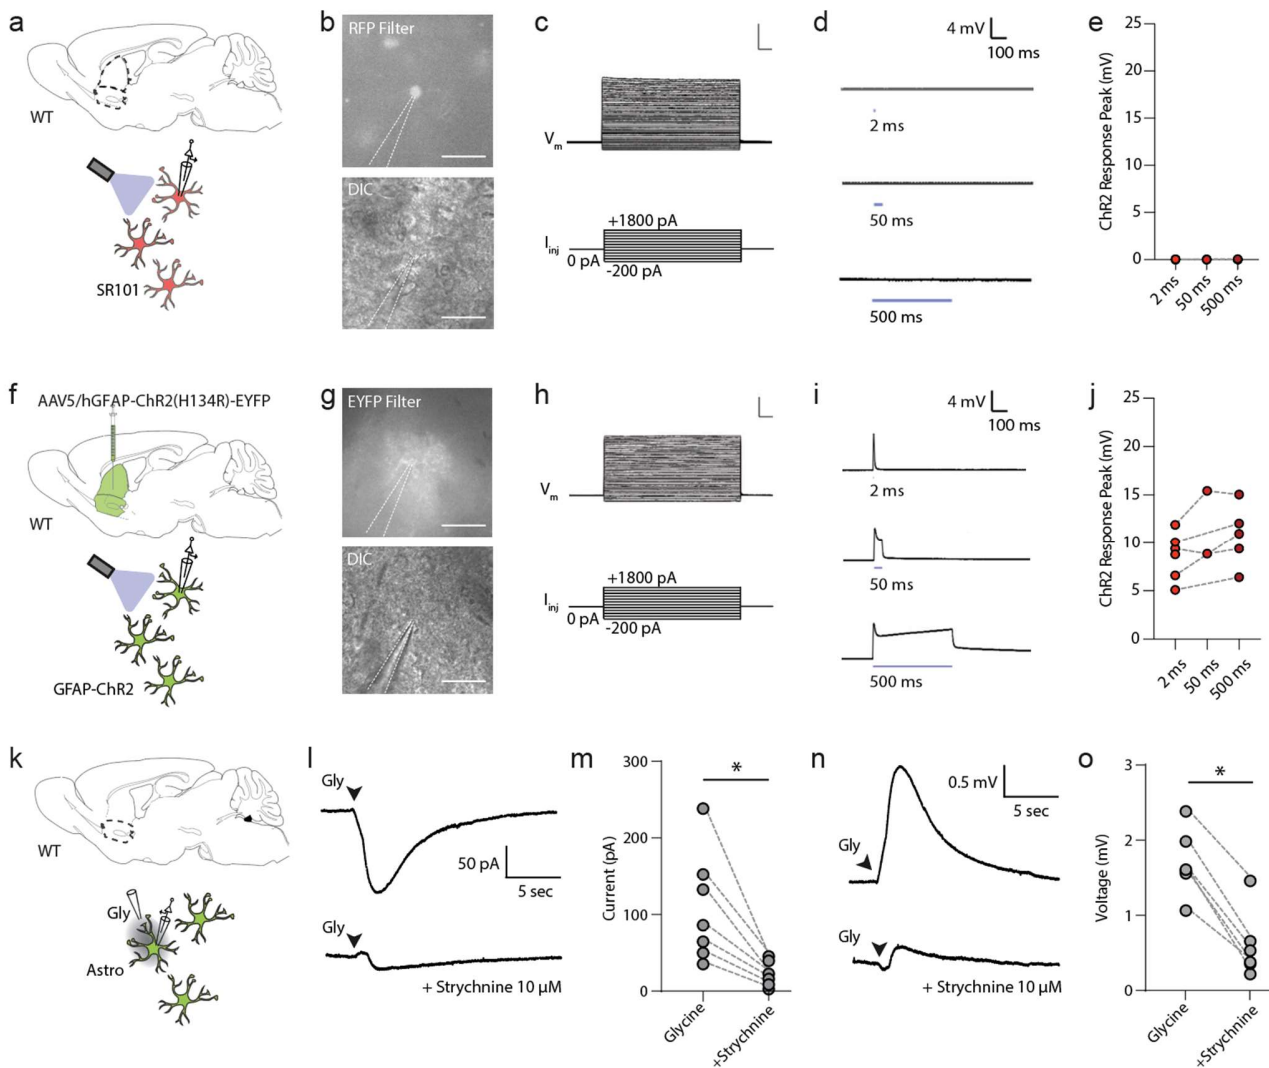 a
WT
SR101
b
RFP Filter
DIC
c
Vm
Iinj
+1800 pA
0 pA
-200 pA
d
4 mV
100 ms
2 ms
50 ms
500 ms
e
ChR2 Response Peak (mV)
25
20
15
10
5
0
2 ms
50 ms
500 ms
f
AAV5/hGFAP-ChR2(H134R)-EYFP
WT
GFAP-ChR2
g
EYFP Filter
DIC
h
Vm
Iinj
+1800 pA
0 pA
-200 pA
i
4 mV
100 ms
2 ms
50 ms
500 ms
j
ChR2 Response Peak (mV)
25
20
15
10
5
0
2 ms
50 ms
500 ms
k
WT
Gly
Astro
l
Gly
50 pA
5 sec
Gly
+ Strychnine 10 µM
m
Current (pA)
300
200
100
0
*
Glycine
+Strychnine
n
0.5 mV
5 sec
Gly
Gly
+ Strychnine 10 µM
o
Voltage (mV)
3
2
1
0
*
Glycine
+Strychnine